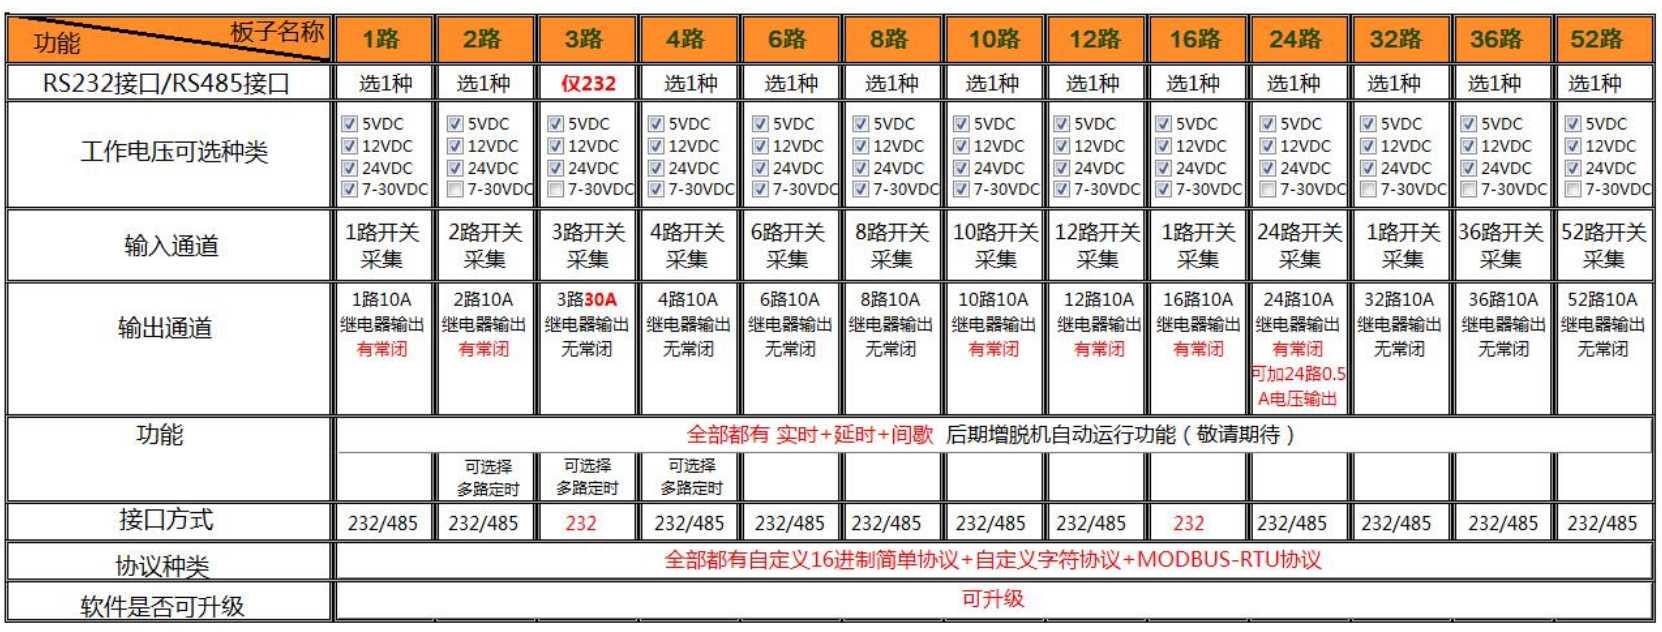 板子名称
功能
1路 2路 3路 4路 6路 8路 10路 12路 16路 24路 32路 36路 52路
RS232接口/RS485接口 选1种 选1种 仅232 选1种 选1种 选1种 选1种 选1种 选1种 选1种 选1种 选1种 选1种
工作电压可选种类
5VDC 5VDC 5VDC 5VDC 5VDC 5VDC 5VDC 5VDC 5VDC 5VDC 5VDC 5VDC 5VDC
12VDC 12VDC 12VDC 12VDC 12VDC 12VDC 12VDC 12VDC 12VDC 12VDC 12VDC 12VDC 12VDC
24VDC 24VDC 24VDC 24VDC 24VDC 24VDC 24VDC 24VDC 24VDC 24VDC 24VDC 24VDC 24VDC
7-30VDC 7-30VDC 7-30VDC 7-30VDC 7-30VDC 7-30VDC 7-30VDC 7-30VDC 7-30VDC 7-30VDC 7-30VDC 7-30VDC 7-30VDC
输入通道
1路开关 2路开关 3路开关 4路开关 6路开关 8路开关 10路开关 12路开关 1路开关 24路开关 1路开关 36路开关 52路开关
采集 采集 采集 采集 采集 采集 采集 采集 采集 采集 采集 采集 采集
输出通道
1路10A 2路10A 3路30A 4路10A 6路10A 8路10A 10路10A 12路10A 16路10A 24路10A 32路10A 36路10A 52路10A
继电器输出 继电器输出 继电器输出 继电器输出 继电器输出 继电器输出 继电器输出 继电器输出 继电器输出 继电器输出 继电器输出 继电器输出 继电器输出
有常闭 有常闭 无常闭 无常闭 无常闭 无常闭 有常闭 有常闭 有常闭 有常闭 无常闭 无常闭 无常闭
可加24路0.5
A电压输出
功能 全部都有 实时+延时+间歇 后期增脱机自动运行功能（敬请期待）
可选择 可选择 可选择
多路定时 多路定时 多路定时
接口方式 232/485 232/485 232 232/485 232/485 232/485 232/485 232/485 232 232/485 232/485 232/485 232/485
协议种类 全部都有自定义16进制简单协议+自定义字符协议+MODBUS-RTU协议
软件是否可升级 可升级